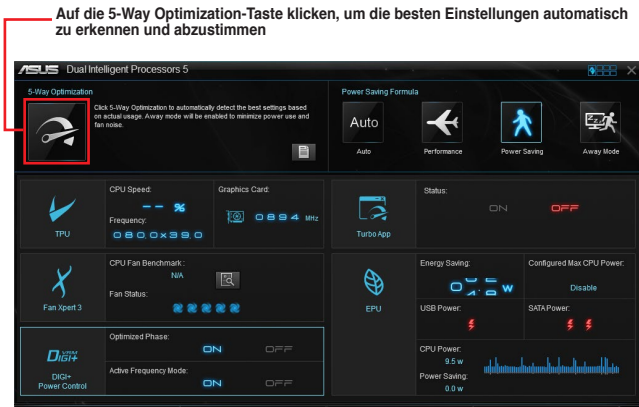 Auf die 5-Way Optimization-Taste klicken, um die besten Einstellungen automatisch
zu erkennen und abzustimmen
ASUS Dual Intelligent Processors 5
5-Way Optimization
Click 5-Way Optimization to automatically detect the best settings based
on actual usage. Away mode will be enabled to minimize power use and
fan noise.
Power Saving Formula
Auto
Auto
Performance
Power Saving
Away Mode
TPU
CPU Speed:
-- %
Frequency:
080.0x39.0
Graphics Card:
0894 MHz
Turbo App
Status:
ON OFF
Fan Xpert 3
CPU Fan Benchmark :
N/A
Fan Status:
EPU
Energy Saving:
w
Configured Max CPU Power:
Disable
USB Power:
SATA Power:
CPU Power:
9.5 w
Power Saving:
0.0 w
DIGI+
DIGI+
Power Control
Optimized Phase:
ON OFF
Active Frequency Mode:
ON OFF